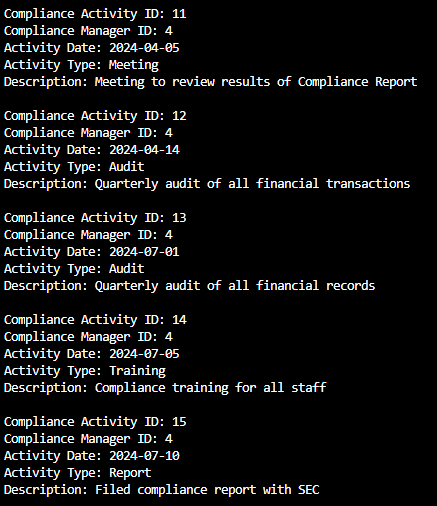 Compliance Activity ID: 11
Compliance Manager ID: 4
Activity Date: 2024-04-05
Activity Type: Meeting
Description: Meeting to review results of Compliance Report
Compliance Activity ID: 12
Compliance Manager ID: 4
Activity Date: 2024-04-14
Activity Type: Audit
Description: Quarterly audit of all financial transactions
Compliance Activity ID: 13
Compliance Manager ID: 4
Activity Date: 2024-07-01
Activity Type: Audit
Description: Quarterly audit of all financial records
Compliance Activity ID: 14
Compliance Manager ID: 4
Activity Date: 2024-07-05
Activity Type: Training
Description: Compliance training for all staff
Compliance Activity ID: 15
Compliance Manager ID: 4
Activity Date: 2024-07-10
Activity Type: Report
Description: Filed compliance report with SEC